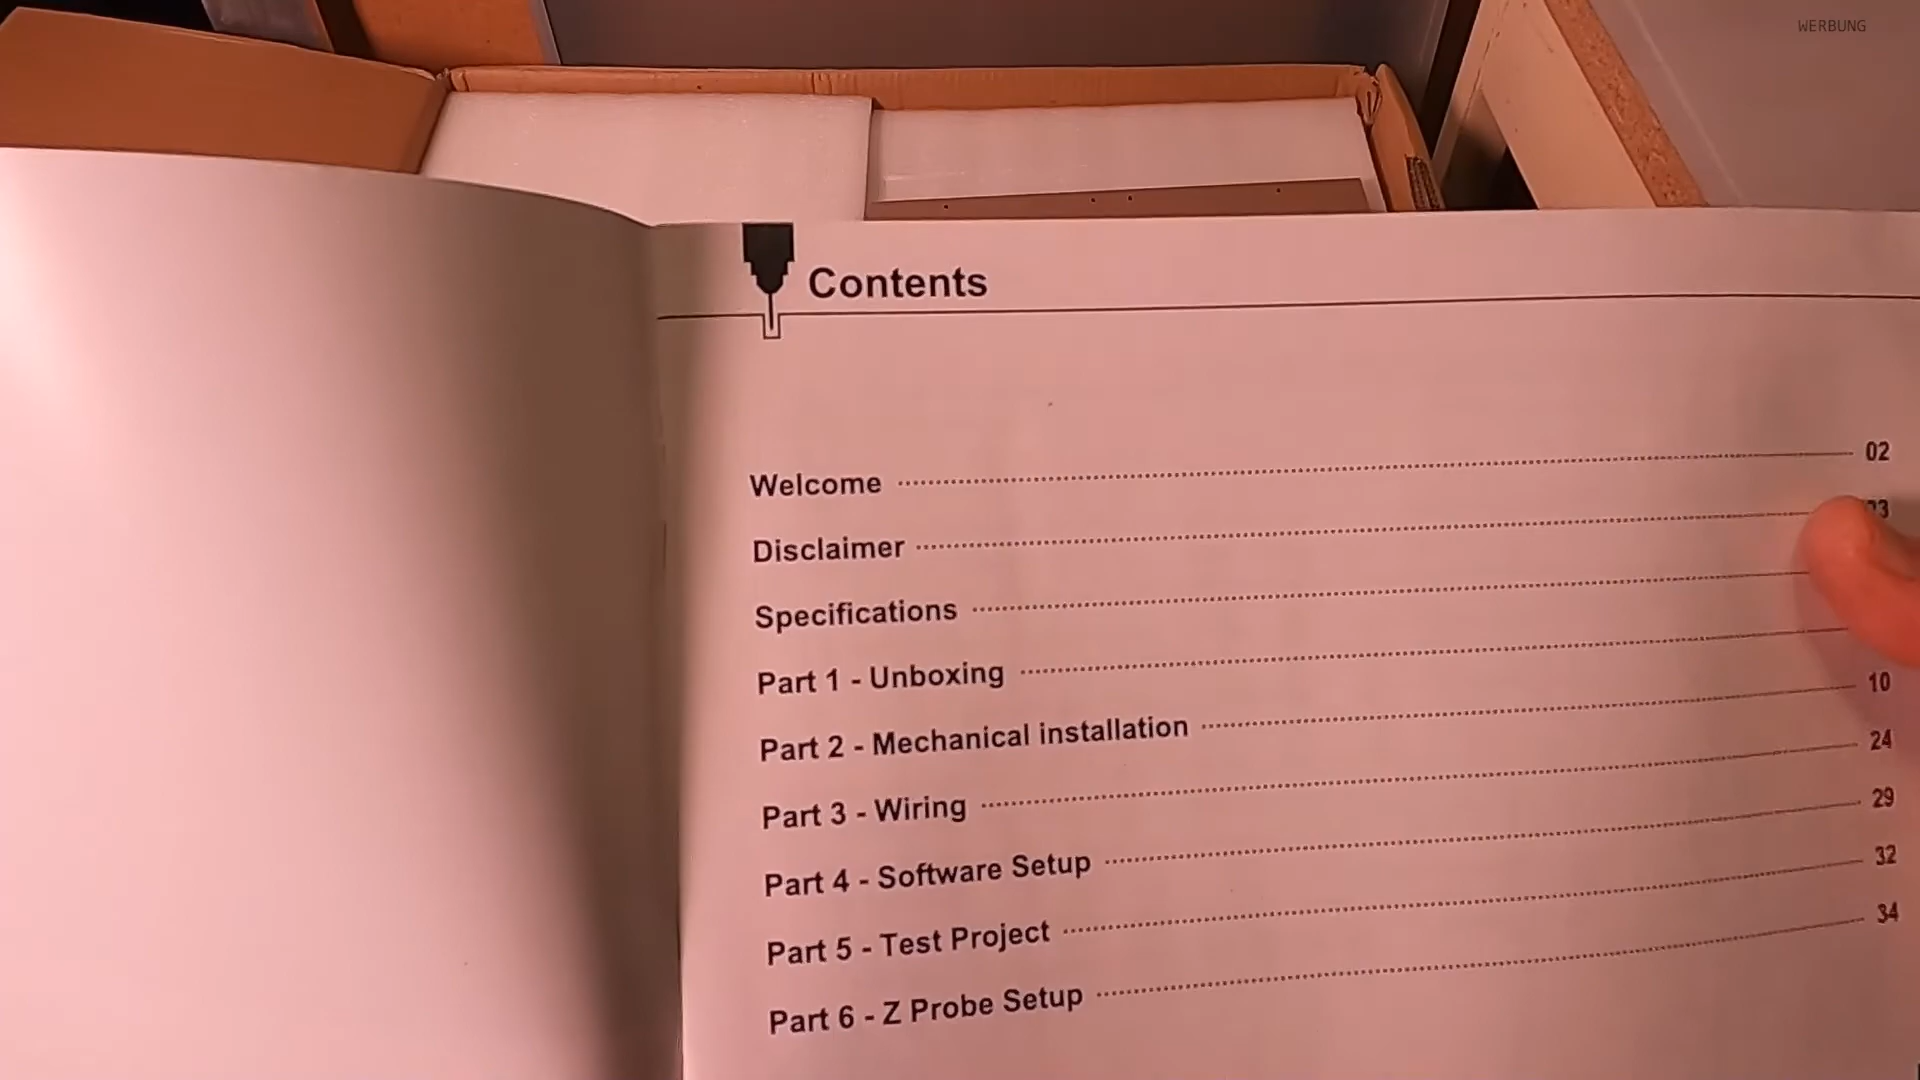 WERBUNG
Contents
Welcome 02
Disclaimer
Specifications
Part 1 - Unboxing
Part 2 - Mechanical installation 10
Part 3 - Wiring 24
Part 4 - Software Setup 29
Part 5 - Test Project 32
Part 6 - Z Probe Setup 34